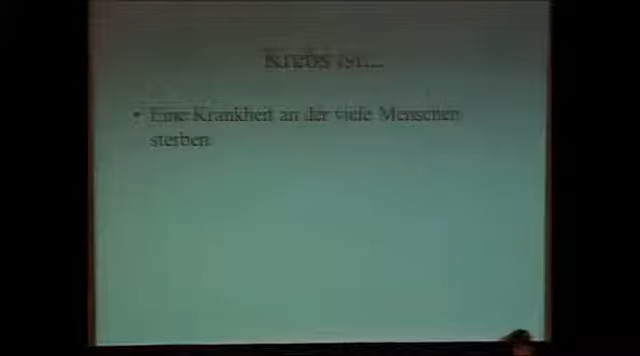 Krebs ist...
• Eine Krankheit an der viele Menschen
sterben